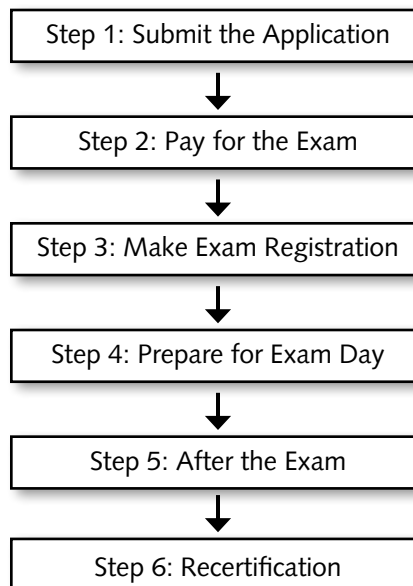 Step 1: Submit the Application
Step 2: Pay for the Exam
Step 3: Make Exam Registration
Step 4: Prepare for Exam Day
Step 5: After the Exam
Step 6: Recertification